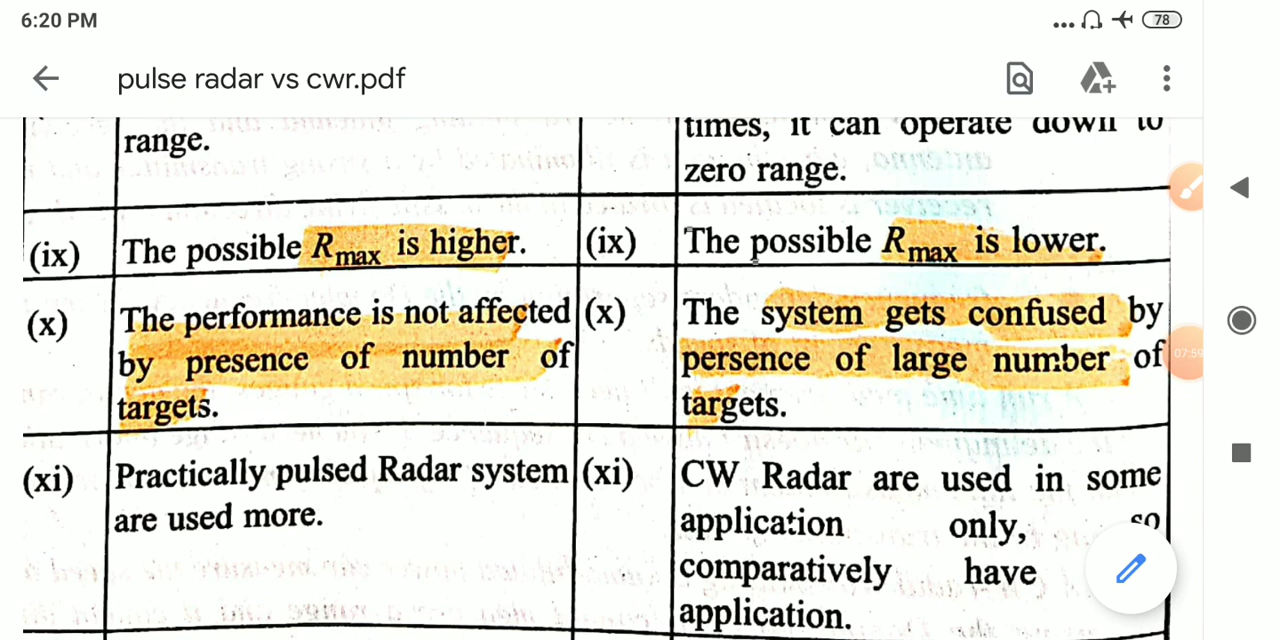 6:20 PM
78
pulse radar vs cwr.pdf
range.
times, it can operate down to
zero range.
(ix)
The possible Rmax is higher.
(ix)
The possible Rmax is lower.
(x)
The performance is not affected
by presence of number of
targets.
(x)
The system gets confused by
persence of large number of
targets.
07:59
(xi)
Practically pulsed Radar system
are used more.
(xi)
CW Radar are used in some
application only, so
comparatively have
application.